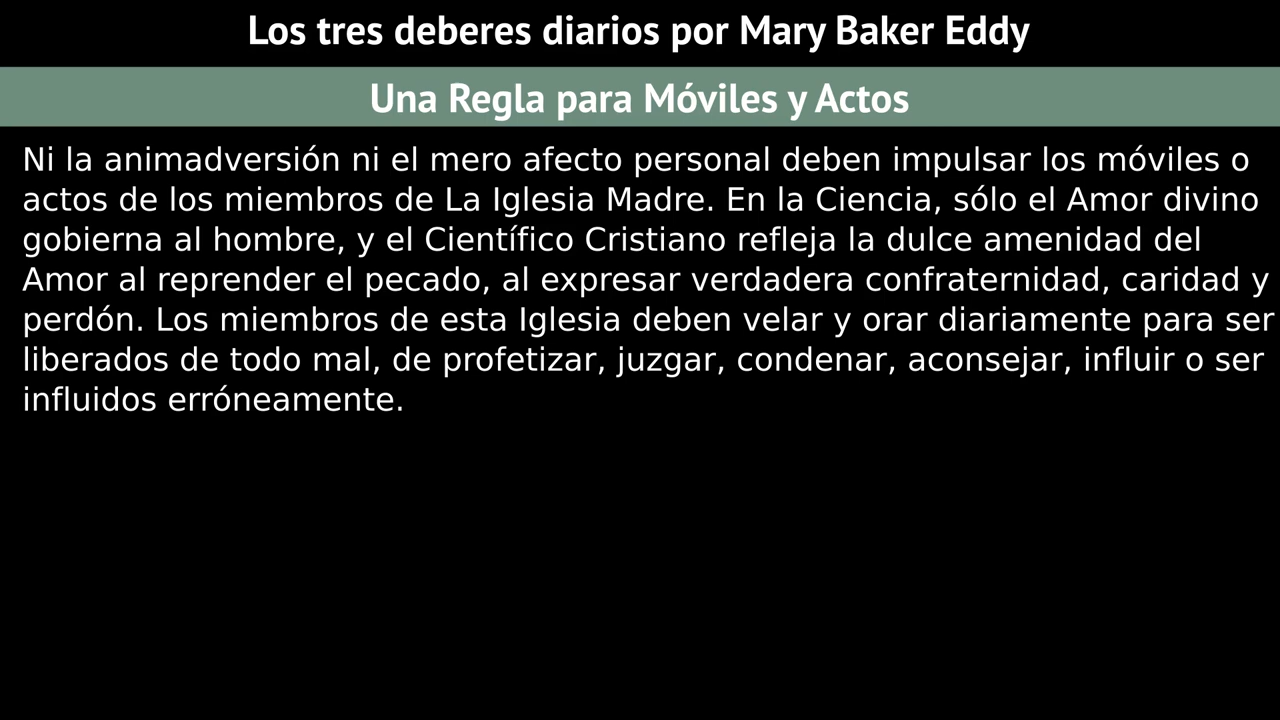 Los tres deberes diarios por Mary Baker Eddy
Una Regla para Móviles y Actos
Ni la animadversión ni el mero afecto personal deben impulsar los móviles o
actos de los miembros de La Iglesia Madre. En la Ciencia, sólo el Amor divino
gobierna al hombre, y el Científico Cristiano refleja la dulce amenidad del
Amor al reprender el pecado, al expresar verdadera confraternidad, caridad y
perdón. Los miembros de esta Iglesia deben velar y orar diariamente para ser
liberados de todo mal, de profetizar, juzgar, condenar, aconsejar, influir o ser
influidos erróneamente.